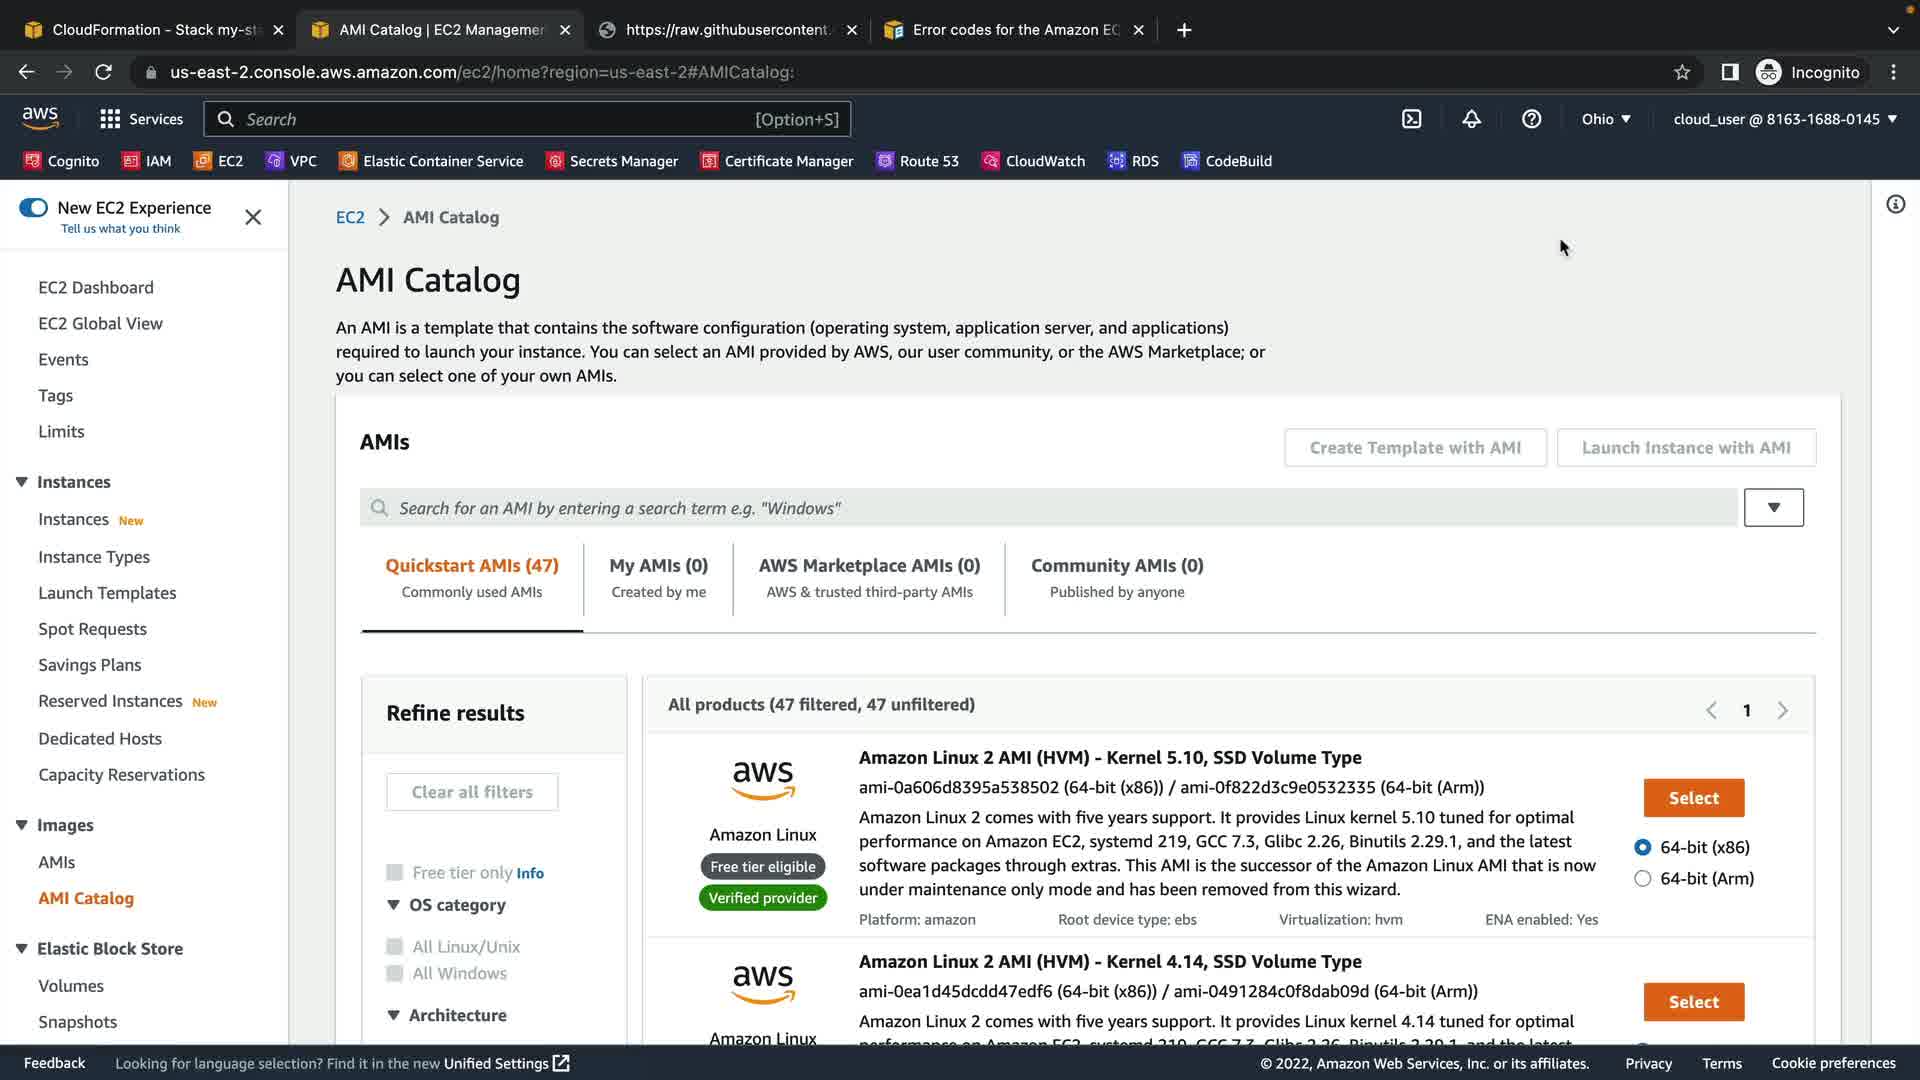 CloudFormation - Stack my-st
AMI Catalog | EC2 Managemen
https://raw.githubusercontent.
Error codes for the Amazon EC
us-east-2.console.aws.amazon.com/ec2/home?region=us-east-2#AMICatalog:
Incognito
aws
Services
Search
[Option+S]
Ohio
cloud_user @ 8163-1688-0145
Cognito
IAM
EC2
VPC
Elastic Container Service
Secrets Manager
Certificate Manager
Route 53
CloudWatch
RDS
CodeBuild
New EC2 Experience
Tell us what you think
EC2 Dashboard
EC2 Global View
Events
Tags
Limits
Instances
Instances New
Instance Types
Launch Templates
Spot Requests
Savings Plans
Reserved Instances New
Dedicated Hosts
Capacity Reservations
Images
AMIs
AMI Catalog
Elastic Block Store
Volumes
Snapshots
EC2 > AMI Catalog
AMI Catalog
An AMI is a template that contains the software configuration (operating system, application server, and applications)
required to launch your instance. You can select an AMI provided by AWS, our user community, or the AWS Marketplace; or
you can select one of your own AMIs.
AMIs
Create Template with AMI
Launch Instance with AMI
Search for an AMI by entering a search term e.g. "Windows"
Quickstart AMIs (47)
Commonly used AMIs
My AMIs (0)
Created by me
AWS Marketplace AMIs (0)
AWS & trusted third-party AMIs
Community AMIs (0)
Published by anyone
Refine results
Clear all filters
Free tier only Info
OS category
All Linux/Unix
All Windows
Architecture
All products (47 filtered, 47 unfiltered)
1
aws
Amazon Linux
Free tier eligible
Verified provider
Amazon Linux 2 AMI (HVM) - Kernel 5.10, SSD Volume Type
ami-0a606d8395a538502 (64-bit (x86)) / ami-0f822d3c9e0532335 (64-bit (Arm))
Amazon Linux 2 comes with five years support. It provides Linux kernel 5.10 tuned for optimal
performance on Amazon EC2, systemd 219, GCC 7.3, Glibc 2.26, Binutils 2.29.1, and the latest
software packages through extras. This AMI is the successor of the Amazon Linux AMI that is now
under maintenance only mode and has been removed from this wizard.
Platform: amazon
Root device type: ebs
Virtualization: hvm
ENA enabled: Yes
Select
64-bit (x86)
64-bit (Arm)
aws
Amazon Linux
Amazon Linux 2 AMI (HVM) - Kernel 4.14, SSD Volume Type
ami-0ea1d45dcdd47edf6 (64-bit (x86)) / ami-0491284c0f8dab09d (64-bit (Arm))
Amazon Linux 2 comes with five years support. It provides Linux kernel 4.14 tuned for optimal
performance on Amazon EC2, systemd 219, GCC 7.3, Glibc 2.26, Binutils 2.29.1, and the latest
Select
Feedback
Looking for language selection? Find it in the new Unified Settings
© 2022, Amazon Web Services, Inc. or its affiliates.
Privacy
Terms
Cookie preferences